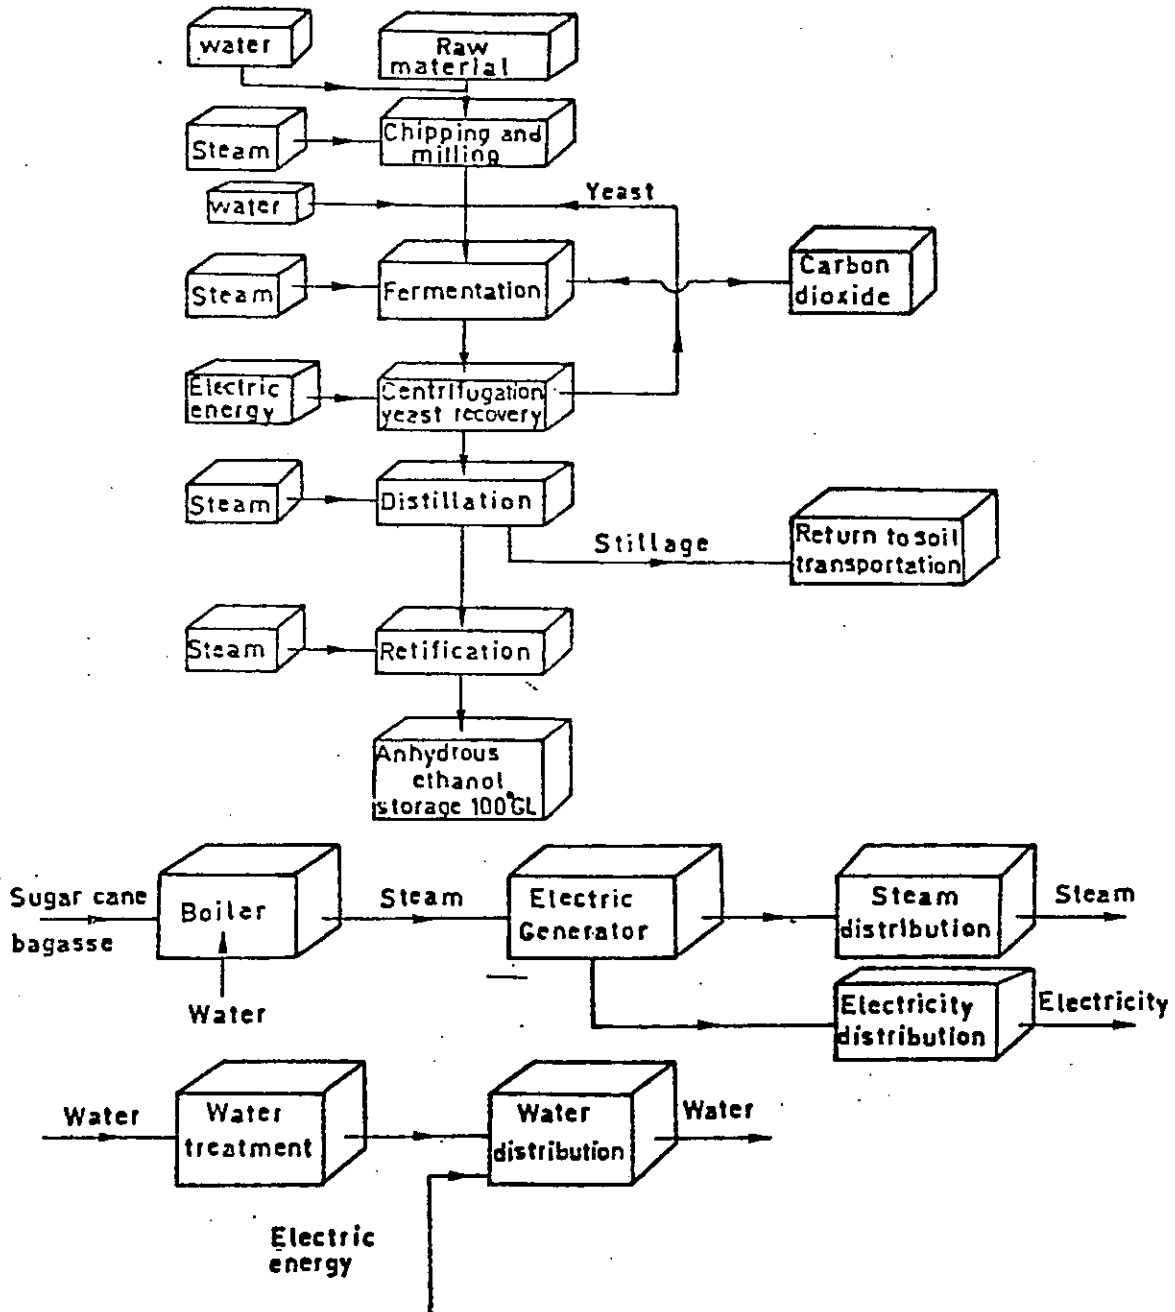 water
Raw
material
Steam
Chipping and
milling
water
Yeast
Steam
Fermentation
Carbon
dioxide
Electric
energy
Centrifugation
yeast recovery
Steam
Distillation
Stillage
Return to soil
transportation
Steam
Retification
Anhydrous
ethanol
storage 100°GL
Sugar cane
bagasse
Boiler
Water
Steam
Electric
Generator
Steam
distribution
Steam
Electricity
distribution
Electricity
Water
Water
treatment
Water
distribution
Water
Electric
energy